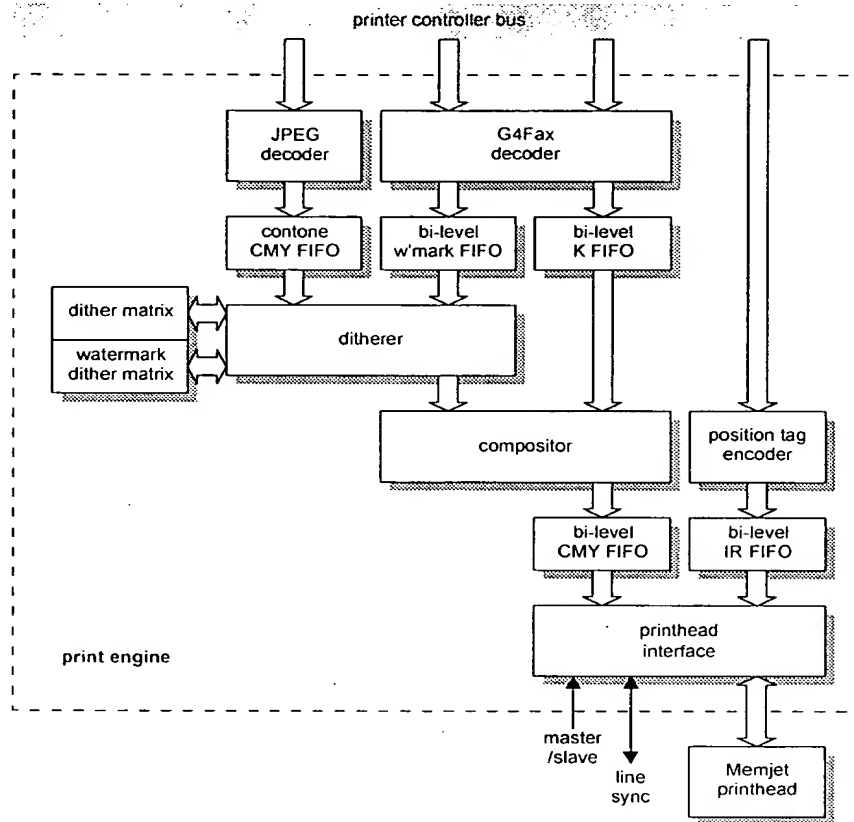 printer controller bus
JPEG
decoder
G4Fax
decoder
contone
CMY FIFO
bi-level
w'mark FIFO
bi-level
K FIFO
dither matrix
watermark
dither matrix
ditherer
compositor
position tag
encoder
bi-level
CMY FIFO
bi-level
IR FIFO
printhead
interface
print engine
master
/slave
line
sync
Memjet
printhead